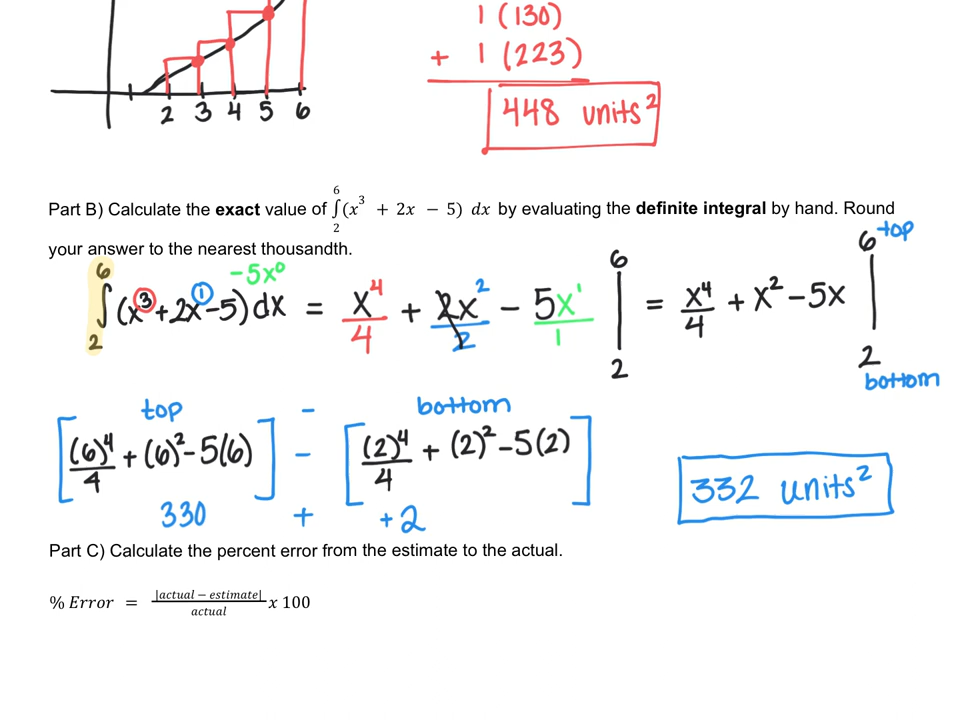 1 (130)
+ 1 (223)
448 units²
2 3 4 5 6
Part B) Calculate the exact value of ∫₂⁶(x³ + 2x − 5) dx by evaluating the definite integral by hand. Round
your answer to the nearest thousandth.
-5x⁰
∫₂⁶ (x³+2x¹-5)dx = x⁴/4 + 2x²/2 - 5x¹/1 |₂⁶ = x⁴/4 + x² - 5x |₂⁶
top
bottom
top - bottom
[(6)⁴/4 + (6)² - 5(6)] - [(2)⁴/4 + (2)² - 5(2)]
332 units²
330 + +2
Part C) Calculate the percent error from the estimate to the actual.
% Error = |actual − estimate|/actual x 100